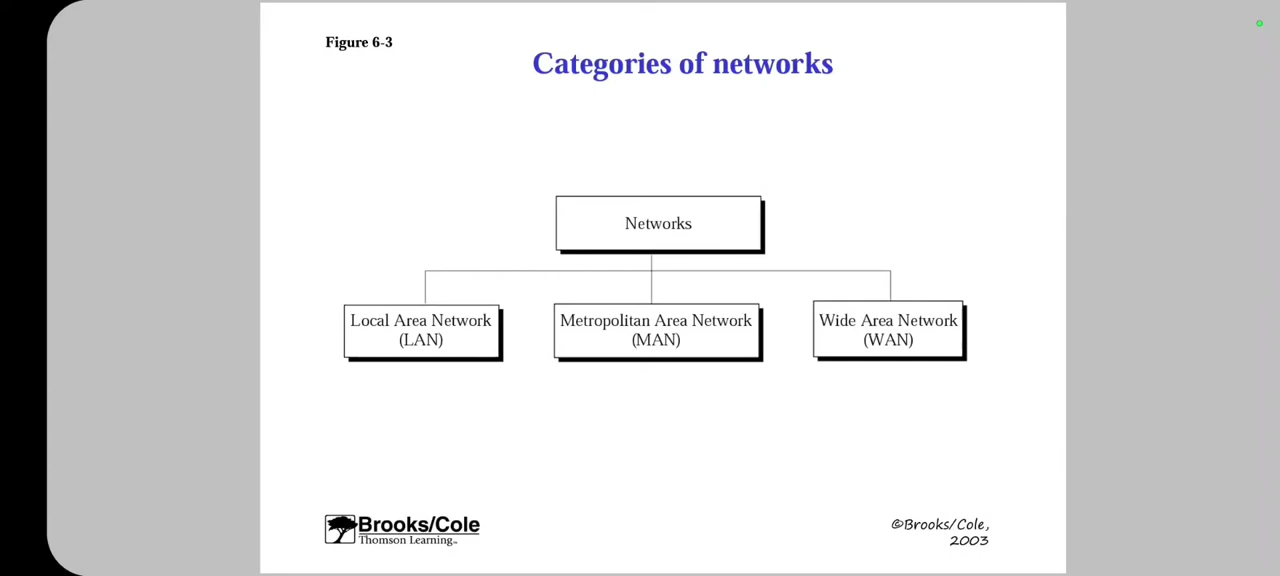 Figure 6-3
Categories of networks
Networks
Local Area Network
(LAN)
Metropolitan Area Network
(MAN)
Wide Area Network
(WAN)
Brooks/Cole
Thomson Learning™
©Brooks/Cole,
2003